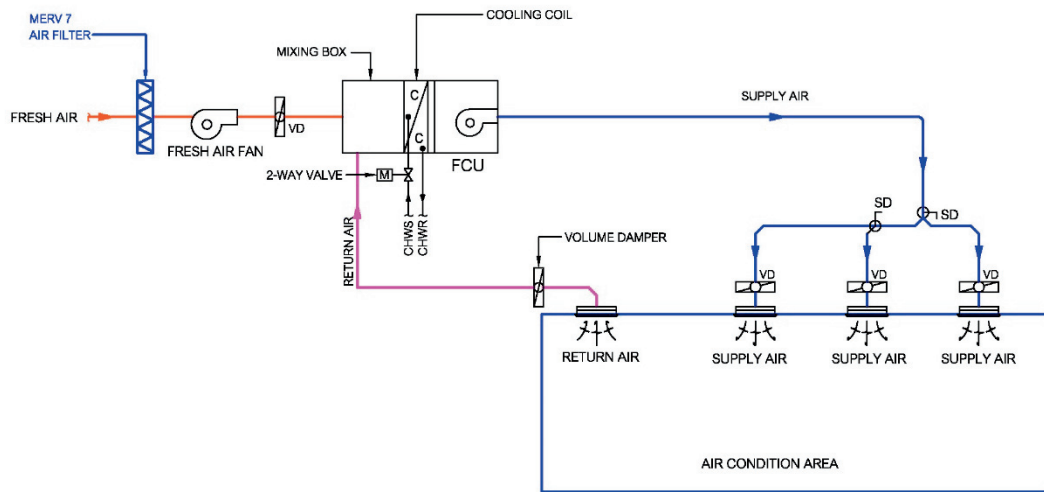 MERV 7
AIR FILTER
COOLING COIL
MIXING BOX
FRESH AIR
FRESH AIR FAN
VD
C
C
FCU
SUPPLY AIR
2-WAY VALVE
M
CHWS
CHWR
RETURN AIR
VOLUME DAMPER
SD
SD
VD
VD
VD
RETURN AIR
SUPPLY AIR
SUPPLY AIR
SUPPLY AIR
AIR CONDITION AREA